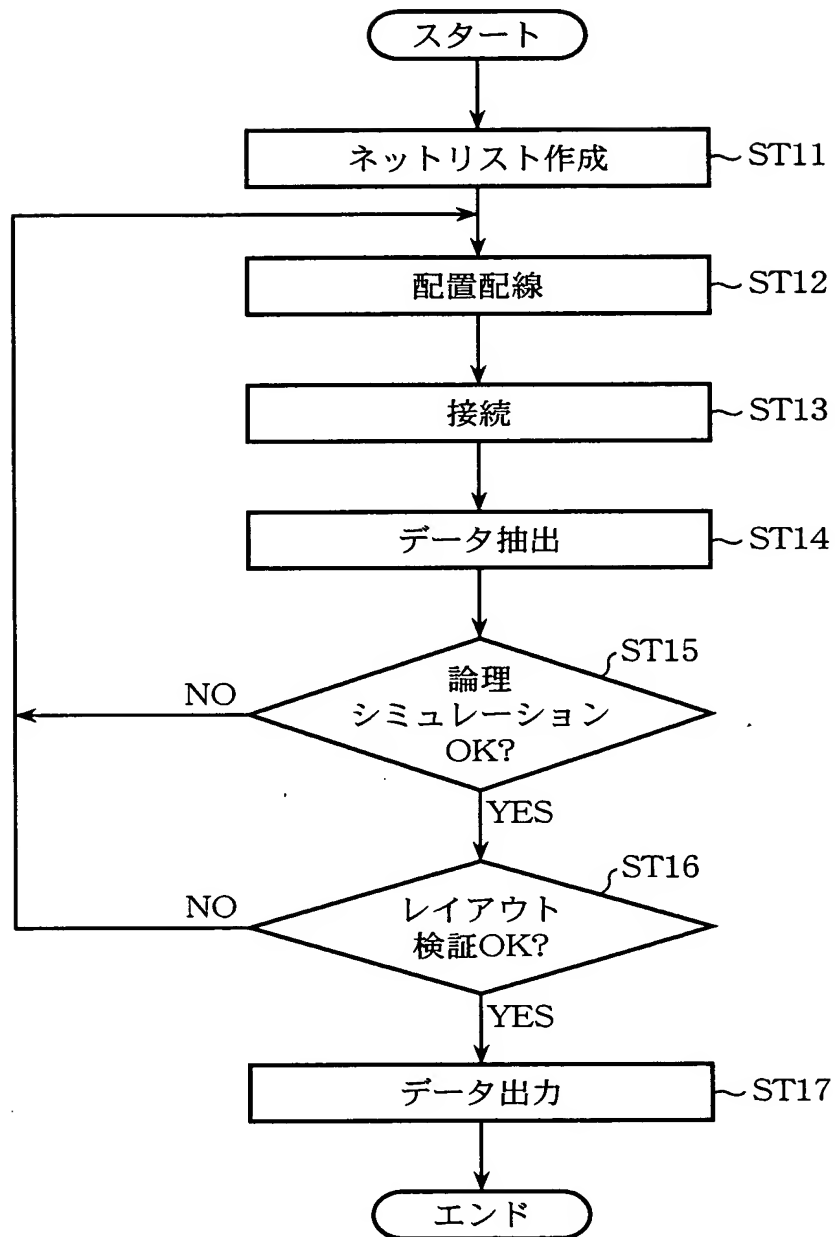 スタート
ネットリスト作成
ST11
配置配線
ST12
接続
ST13
データ抽出
ST14
ST15
論理
シミュレーション
OK?
NO
YES
ST16
レイアウト
検証OK?
NO
YES
データ出力
ST17
エンド